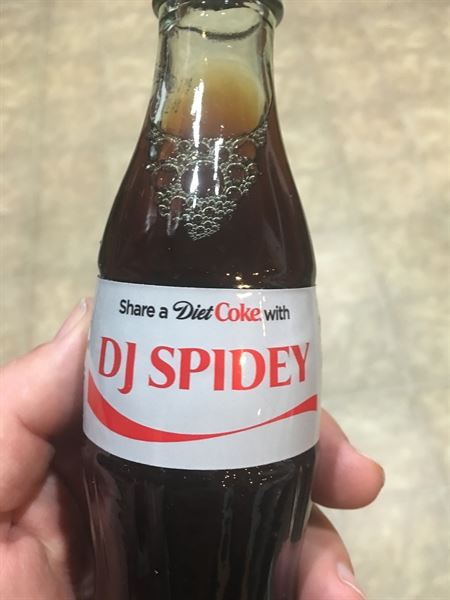 Share a Diet Coke with
DJ SPIDEY